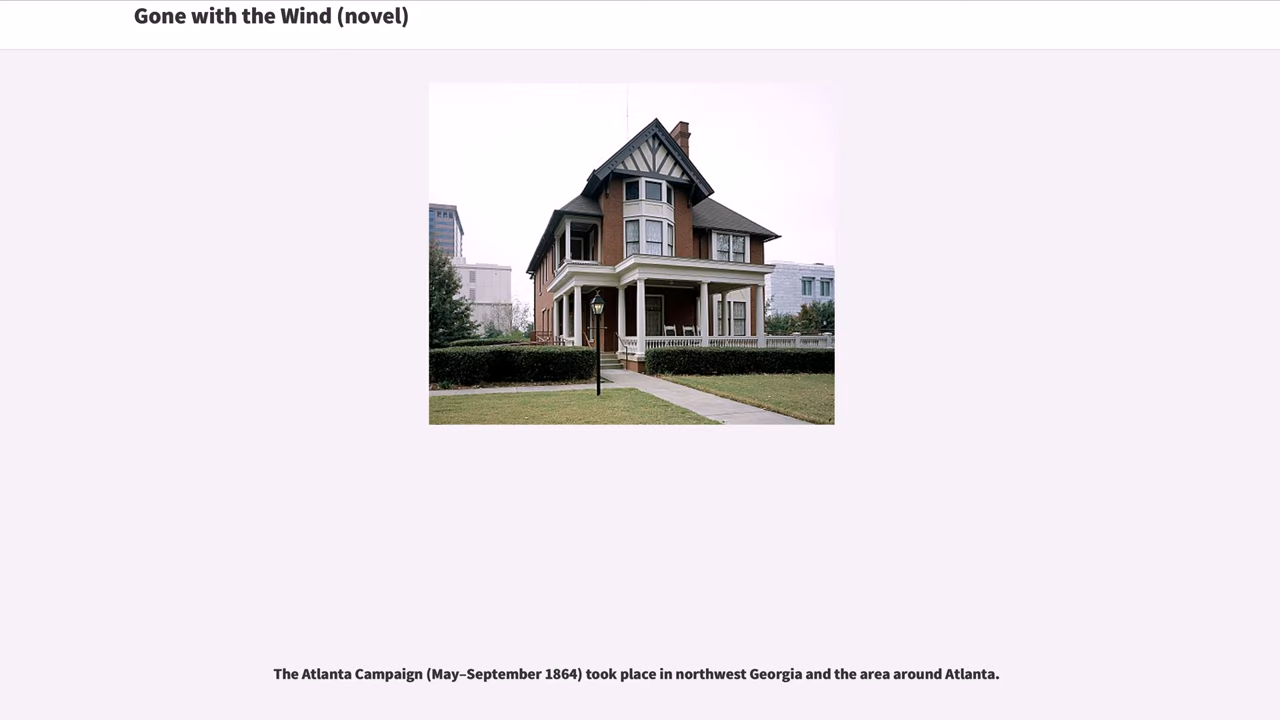 Gone with the Wind (novel)
The Atlanta Campaign (May–September 1864) took place in northwest Georgia and the area around Atlanta.